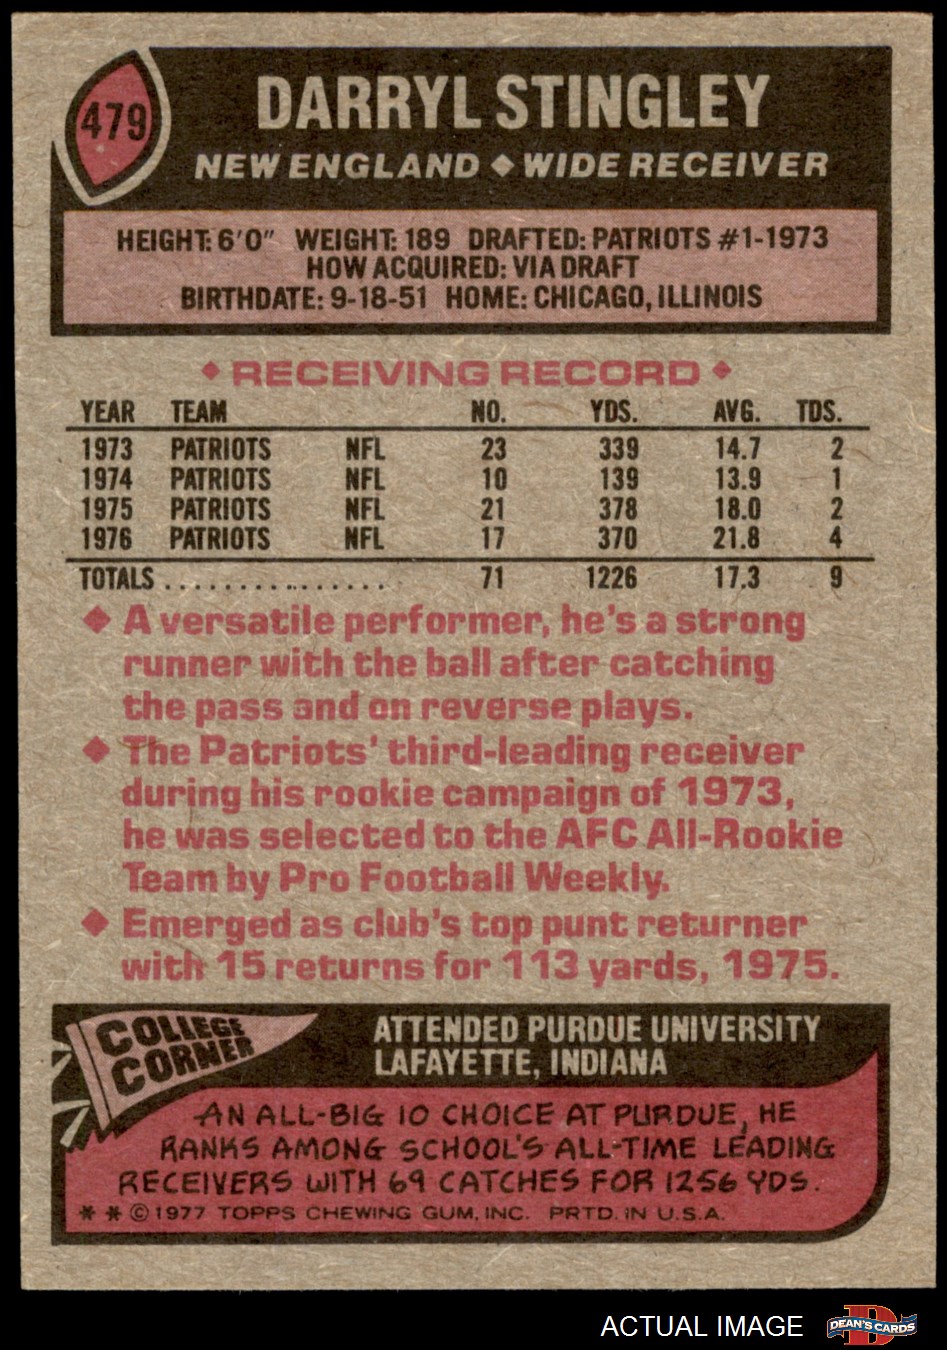 479
DARRYL STINGLEY
NEW ENGLAND ◆ WIDE RECEIVER
HEIGHT: 6'0" WEIGHT: 189 DRAFTED: PATRIOTS #1-1973
HOW ACQUIRED: VIA DRAFT
BIRTHDATE: 9-18-51 HOME: CHICAGO, ILLINOIS
◆ RECEIVING RECORD ◆
YEAR TEAM NO. YDS. AVG. TDS.
1973 PATRIOTS NFL 23 339 14.7 2
1974 PATRIOTS NFL 10 139 13.9 1
1975 PATRIOTS NFL 21 378 18.0 2
1976 PATRIOTS NFL 17 370 21.8 4
TOTALS ................ 71 1226 17.3 9
◆ A versatile performer, he's a strong
runner with the ball after catching
the pass and on reverse plays.
◆ The Patriots' third-leading receiver
during his rookie campaign of 1973,
he was selected to the AFC All-Rookie
Team by Pro Football Weekly.
◆ Emerged as club's top punt returner
with 15 returns for 113 yards, 1975.
COLLEGE
CORNER
ATTENDED PURDUE UNIVERSITY
LAFAYETTE, INDIANA
AN ALL-BIG 10 CHOICE AT PURDUE, HE
RANKS AMONG SCHOOL'S ALL-TIME LEADING
RECEIVERS WITH 69 CATCHES FOR 1256 YDS.
* * © 1977 TOPPS CHEWING GUM, INC. PRTD. IN U.S.A.
ACTUAL IMAGE
D
DEAN'S CARDS